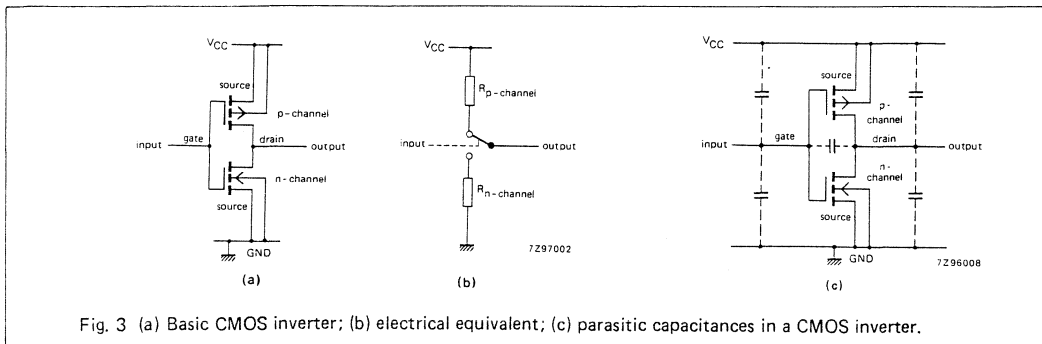 VCC
source
p-channel
gate
drain
input
output
n-channel
source
GND
(a)
VCC
Rp-channel
input
output
Rn-channel
7Z97002
(b)
VCC
source
p-
channel
gate
drain
input
output
n-
channel
source
GND
7Z96008
(c)
Fig. 3 (a) Basic CMOS inverter; (b) electrical equivalent; (c) parasitic capacitances in a CMOS inverter.